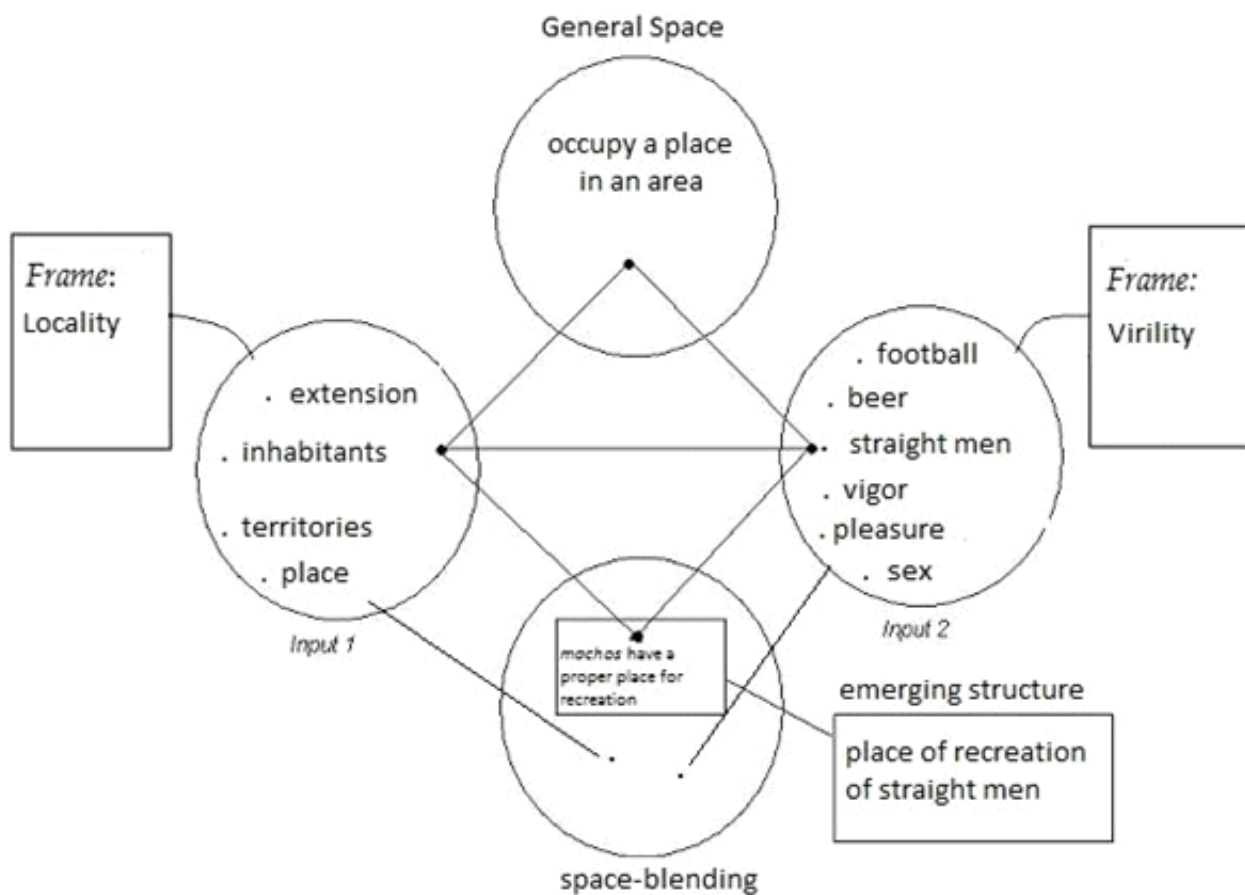 General Space
occupy a place
in an area
Frame:
Locality
Frame:
Virility
. extension
. inhabitants
. territories
. place
Input 1
. football
. beer
. straight men
. vigor
. pleasure
. sex
Input 2
machos have a
proper place for
recreation
emerging structure
place of recreation
of straight men
space-blending